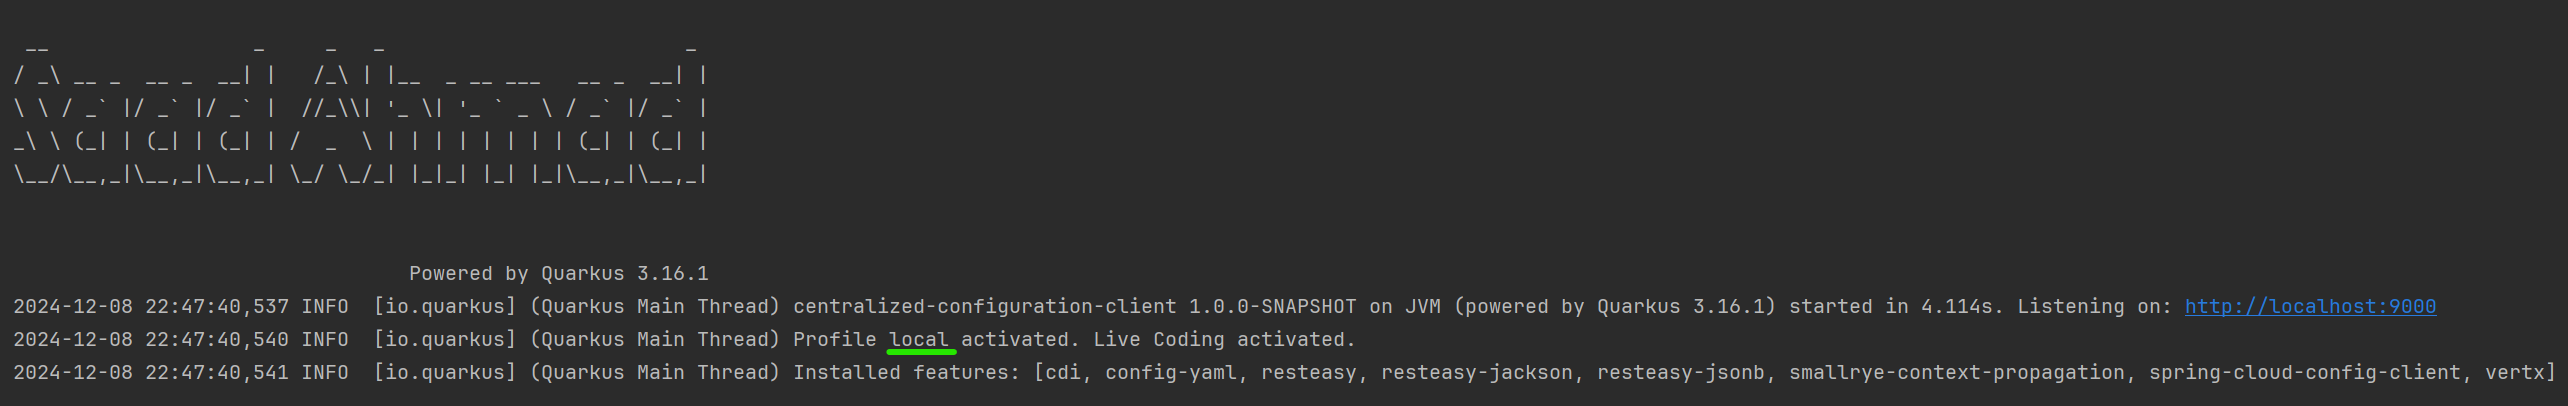 __                 _     _   _                         _
/ _\ __ _  __ _  __| |   /_\ | |__  _ __ ___   __ _  __| |
\ \ / _` |/ _` |/ _` |  //_\\| '_ \| '_ ` _ \ / _` |/ _` |
_\ \ (_| | (_| | (_| | /  _  \ | | | | | | | | (_| | (_| |
\__/\__,_|\__,_|\__,_| \_/ \_/_| |_|_| |_| |_|\__,_|\__,_|
Powered by Quarkus 3.16.1
2024-12-08 22:47:40,537 INFO  [io.quarkus] (Quarkus Main Thread) centralized-configuration-client 1.0.0-SNAPSHOT on JVM (powered by Quarkus 3.16.1) started in 4.114s. Listening on: http://localhost:9000
2024-12-08 22:47:40,540 INFO  [io.quarkus] (Quarkus Main Thread) Profile local activated. Live Coding activated.
2024-12-08 22:47:40,541 INFO  [io.quarkus] (Quarkus Main Thread) Installed features: [cdi, config-yaml, resteasy, resteasy-jackson, resteasy-jsonb, smallrye-context-propagation, spring-cloud-config-client, vertx]